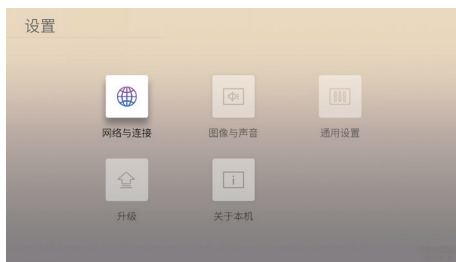 设置
网络与连接
图像与声音
通用设置
升级
关于本机